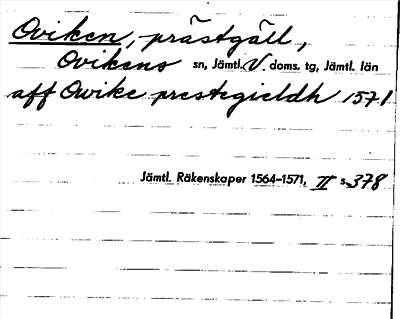 Oviken, prästgäll,
Ovikens sn, Jämtl. V. doms. tg, Jämtl. län
aff Owike prestegieldh 1571
Jämtl. Räkenskaper 1564-1571, II s. 378